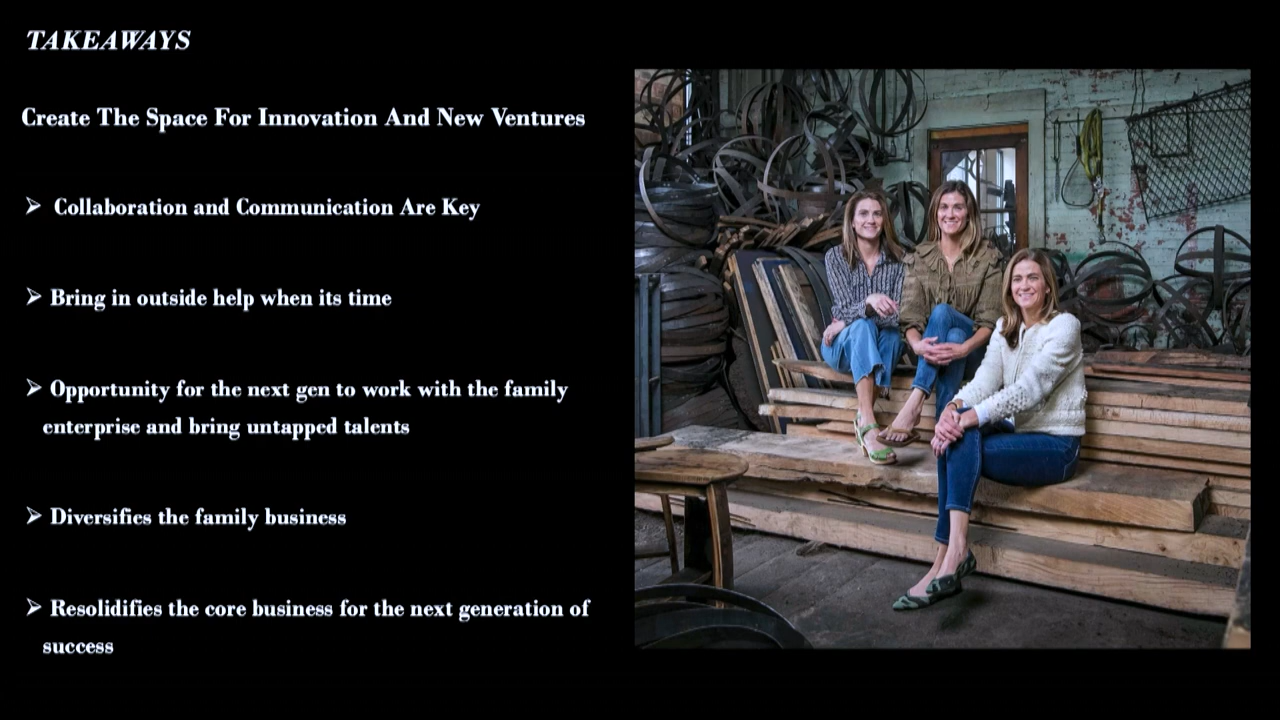 TAKEAWAYS
Create The Space For Innovation And New Ventures
➢ Collaboration and Communication Are Key
➢ Bring in outside help when its time
➢ Opportunity for the next gen to work with the family
enterprise and bring untapped talents
➢ Diversifies the family business
➢ Resolidifies the core business for the next generation of
success